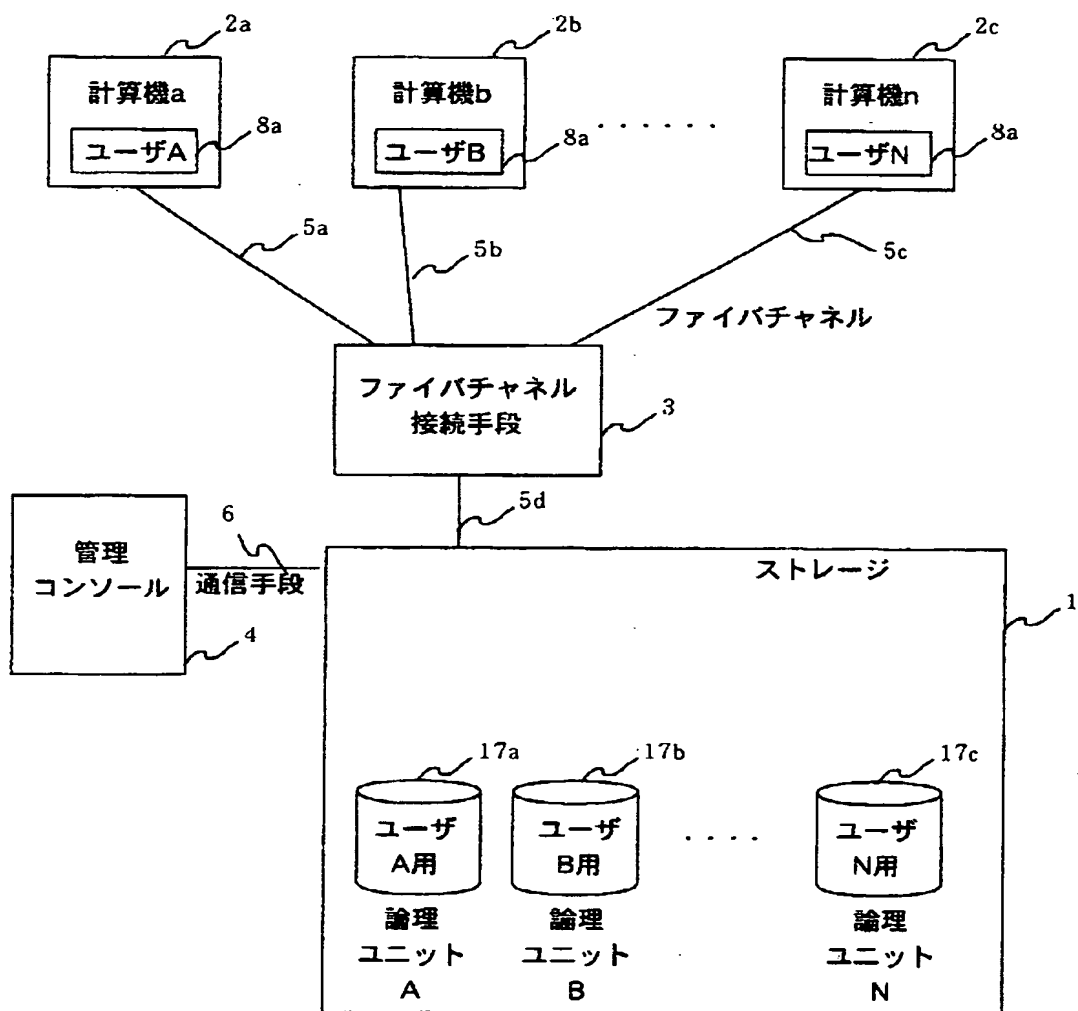 2a
2b
2c
計算機a
計算機b
計算機n
ユーザA
8a
ユーザB
8a
ユーザN
8a
5a
5b
5c
ファイバチャネル
ファイバチャネル
接続手段
3
5d
管理
コンソール
6
通信手段
4
ストレージ
1
17a
17b
17c
ユーザ
A用
ユーザ
B用
ユーザ
N用
論理
ユニット
A
論理
ユニット
B
論理
ユニット
N